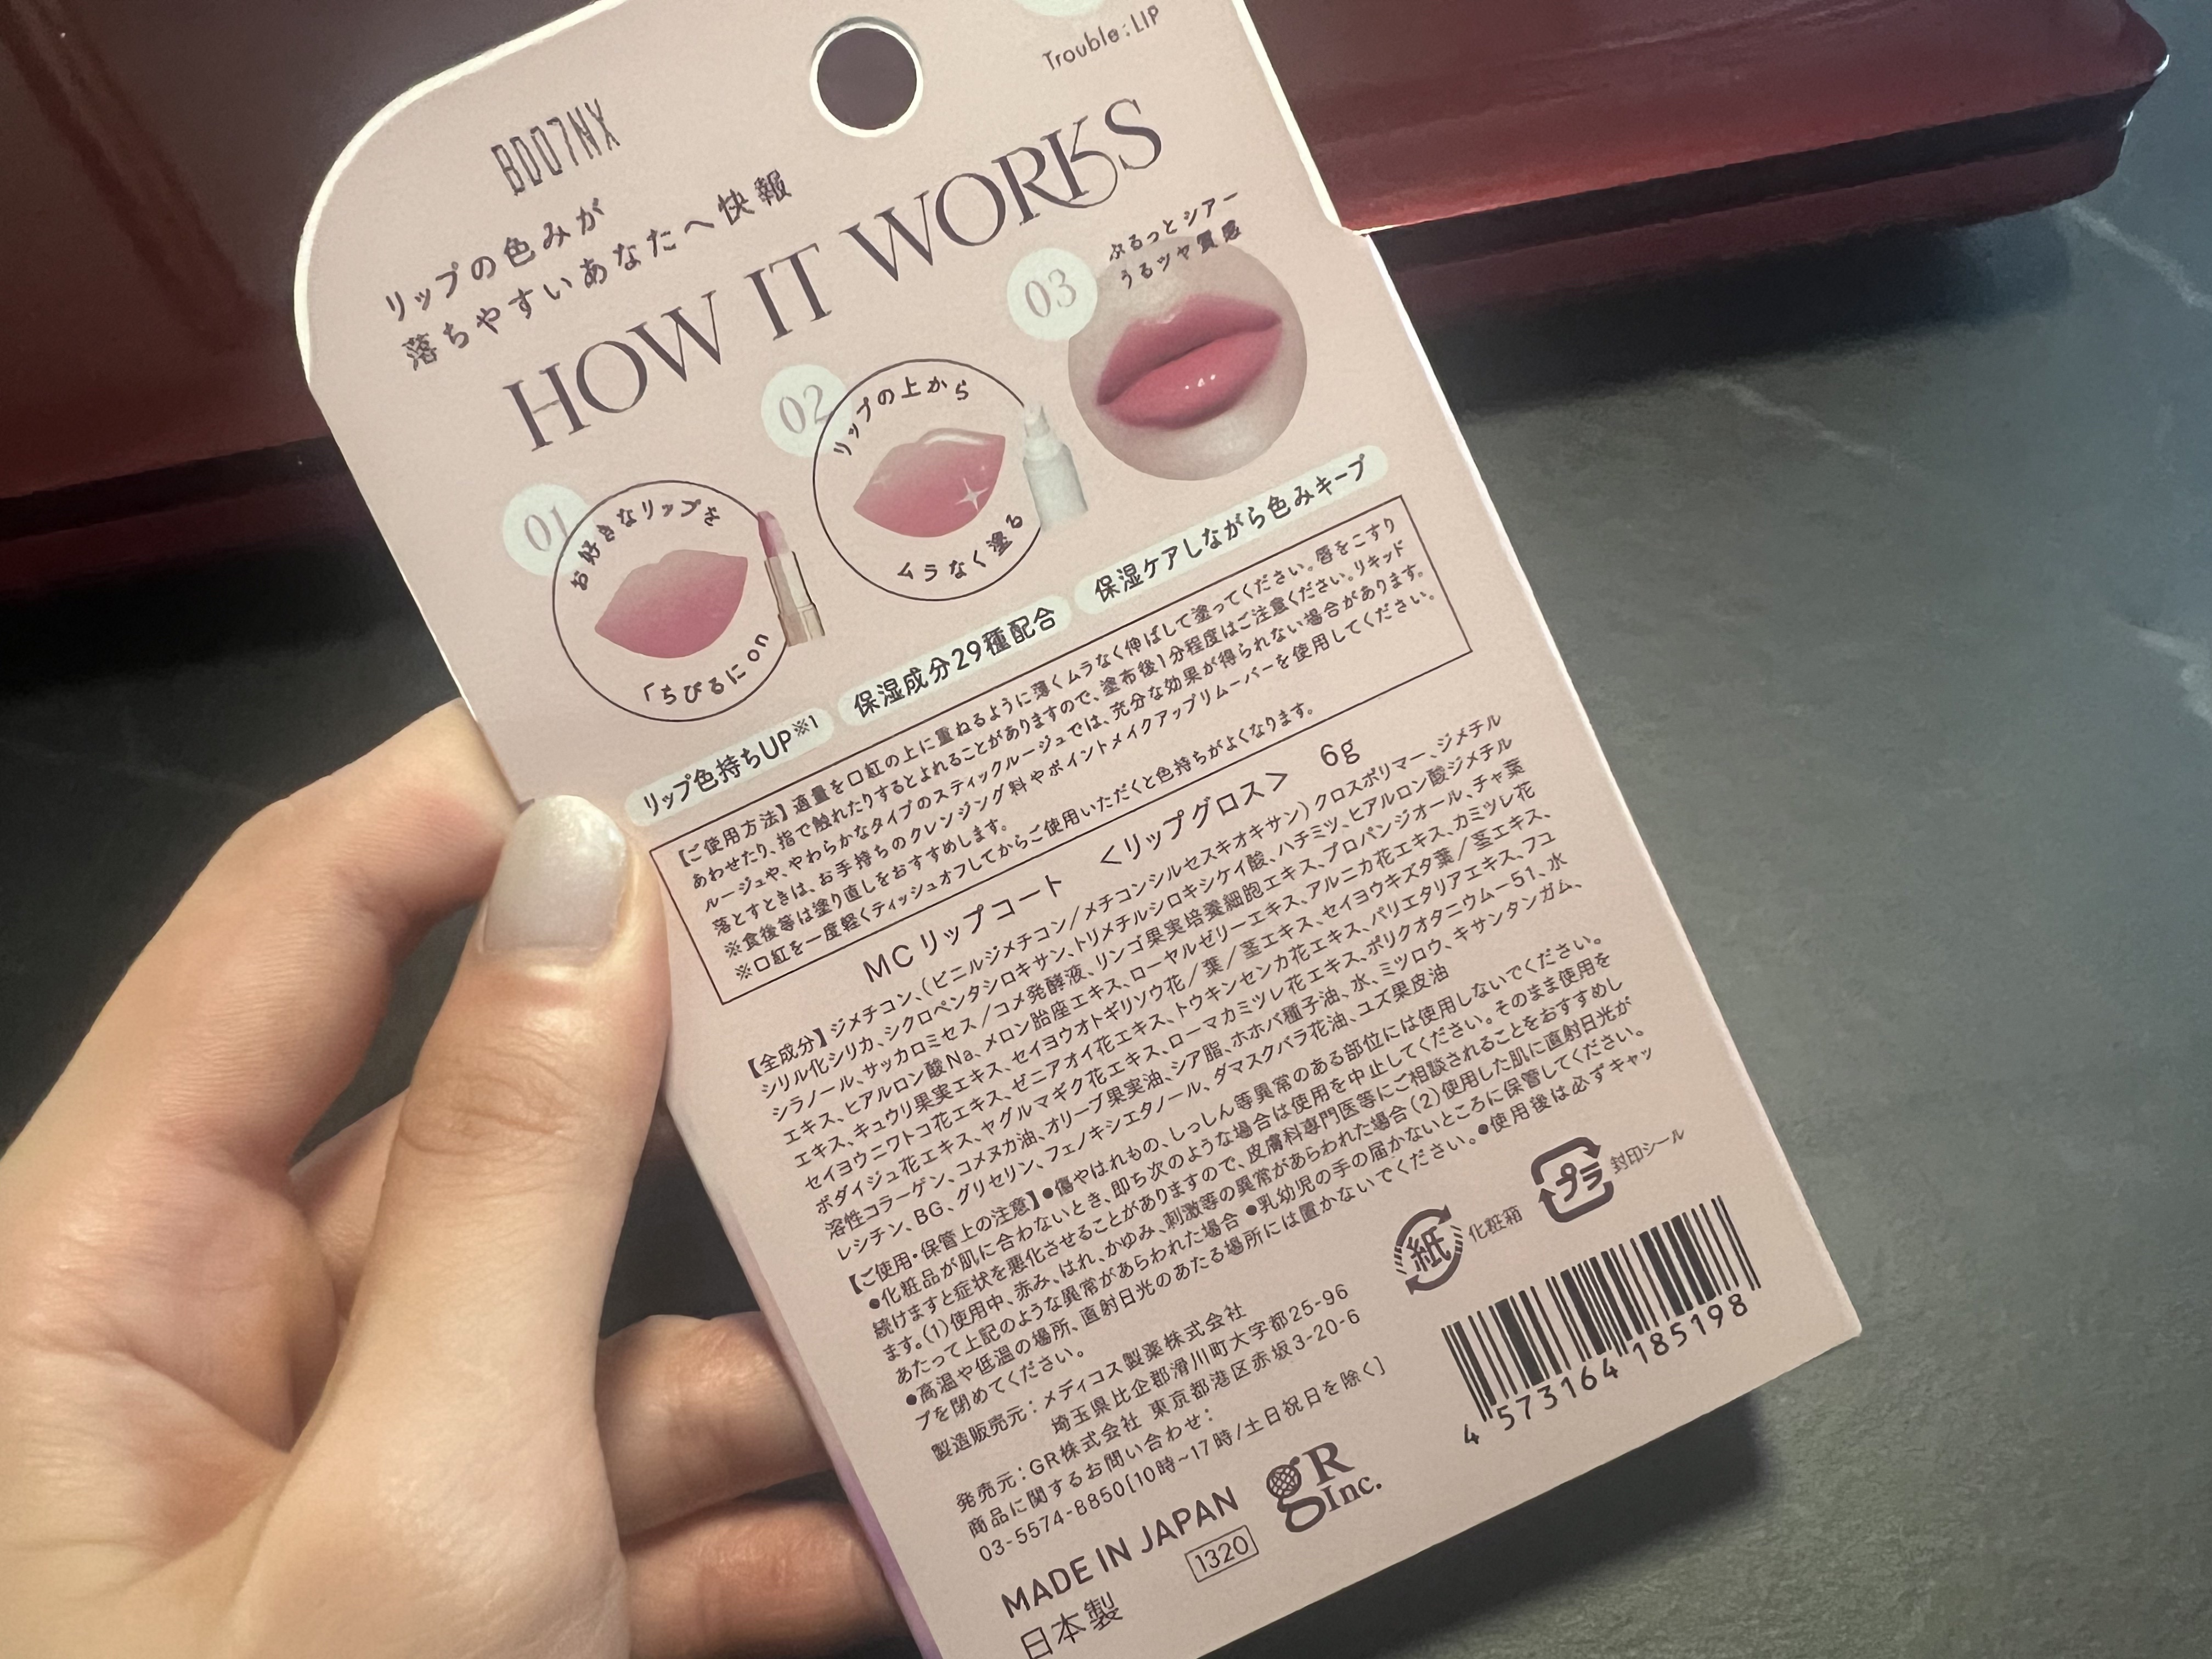 Trouble:LIP
BD07NX
リップの色みが
落ちやすいあなたへ快報
HOW IT WORKS
01
お好きなリップを
くちびるにon
02
リップの上から
ムラなく塗る
03
ぷるっとシアー
うるツヤ質感
リップ色持ちUP※1
保湿成分29種配合
保湿ケアしながら色みキープ
【ご使用方法】適量を口紅の上に重ねるように薄くムラなく伸ばして塗ってください。唇をこすり
あわせたり、指で触れたりするとよれることがありますので、塗布後1分程度はご注意ください。リキッド
ルージュや、やわらかなタイプのスティックルージュでは、充分な効果が得られない場合があります。
落とすときは、お手持ちのクレンジング料やポイントメイクアップリムーバーを使用してください。
※食後等は塗り直しをおすすめします。
※口紅を一度軽くティッシュオフしてからご使用いただくと色持ちがよくなります。
MC リップコート <リップグロス> 6g
【全成分】ジメチコン、(ビニルジメチコン/メチコンシルセスキオキサン)クロスポリマー、ジメチル
シリル化シリカ、シクロペンタシロキサン、トリメチルシロキシケイ酸、ハチミツ、ヒアルロン酸ジメチル
シラノール、サッカロミセス/コメ発酵液、リンゴ果実培養細胞エキス、プロパンジオール、チャ葉
エキス、ヒアルロン酸Na、メロン胎座エキス、ローヤルゼリーエキス、アルニカ花エキス、カミツレ花
エキス、キュウリ果実エキス、セイヨウオトギリソウ花/葉/茎エキス、セイヨウキズタ葉/茎エキス、
セイヨウニワトコ花エキス、ゼニアオイ花エキス、トウキンセンカ花エキス、パリエタリアエキス、フユ
ボダイジュ花エキス、ヤグルマギク花エキス、ローマカミツレ花エキス、ポリクオタニウム-51、水
溶性コラーゲン、コメヌカ油、オリーブ果実油、シア脂、ホホバ種子油、水、ミツロウ、キサンタンガム、
レシチン、BG、グリセリン、フェノキシエタノール、ダマスクバラ花油、ユズ果皮油
【ご使用・保管上の注意】●傷やはれもの、しっしん等異常のある部位には使用しないでください。
●化粧品が肌に合わないとき、即ち次のような場合は使用を中止してください。そのまま使用を
続けますと症状を悪化させることがありますので、皮膚科専門医等にご相談されることをおすすめし
ます。(1)使用中、赤み、はれ、かゆみ、刺激等の異常があらわれた場合(2)使用した肌に直射日光が
あたって上記のような異常があらわれた場合 ●乳幼児の手の届かないところに保管してください。
●高温や低温の場所、直射日光のあたる場所には置かないでください。●使用後は必ずキャッ
プを閉めてください。
製造販売元:メディコス製薬株式会社
埼玉県比企郡滑川町大字都25-96
発売元:GR株式会社 東京都港区赤坂3-20-6
商品に関するお問い合わせ:
03-5574-8850[10時~17時/土日祝日を除く]
MADE IN JAPAN
日本製
1320
gR
Inc.
紙
化粧箱
プラ
封印シール
4 573164 185198